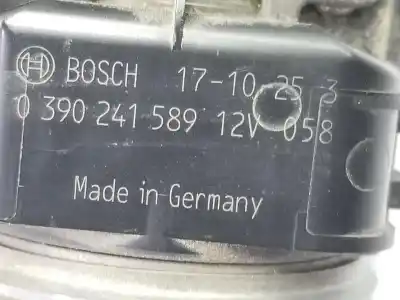 BOSCH 17-10 25 3
0 390 241 589 12V 058
Made in Germany